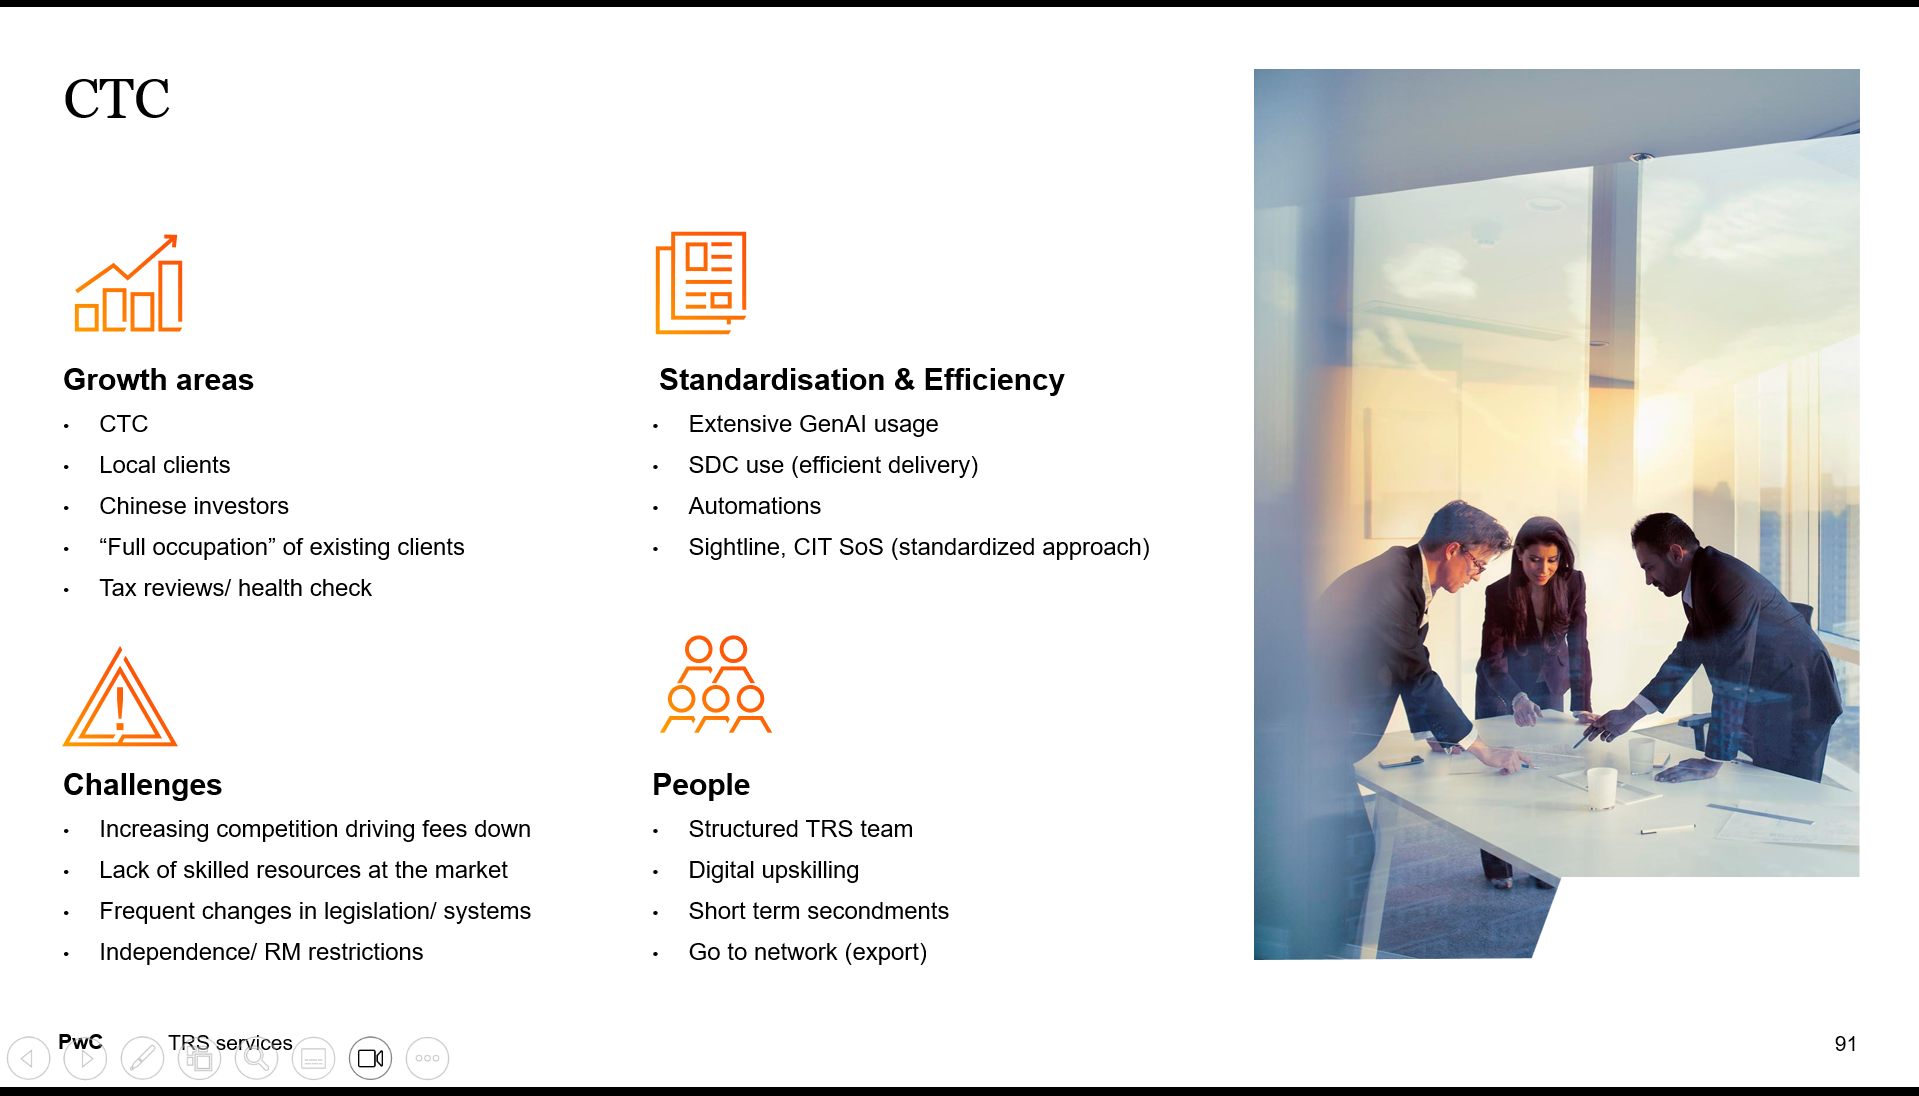 CTC
Growth areas
• CTC
• Local clients
• Chinese investors
• “Full occupation” of existing clients
• Tax reviews/ health check
Standardisation & Efficiency
• Extensive GenAI usage
• SDC use (efficient delivery)
• Automations
• Sightline, CIT SoS (standardized approach)
Challenges
• Increasing competition driving fees down
• Lack of skilled resources at the market
• Frequent changes in legislation/ systems
• Independence/ RM restrictions
People
• Structured TRS team
• Digital upskilling
• Short term secondments
• Go to network (export)
PwC
TRS services
91